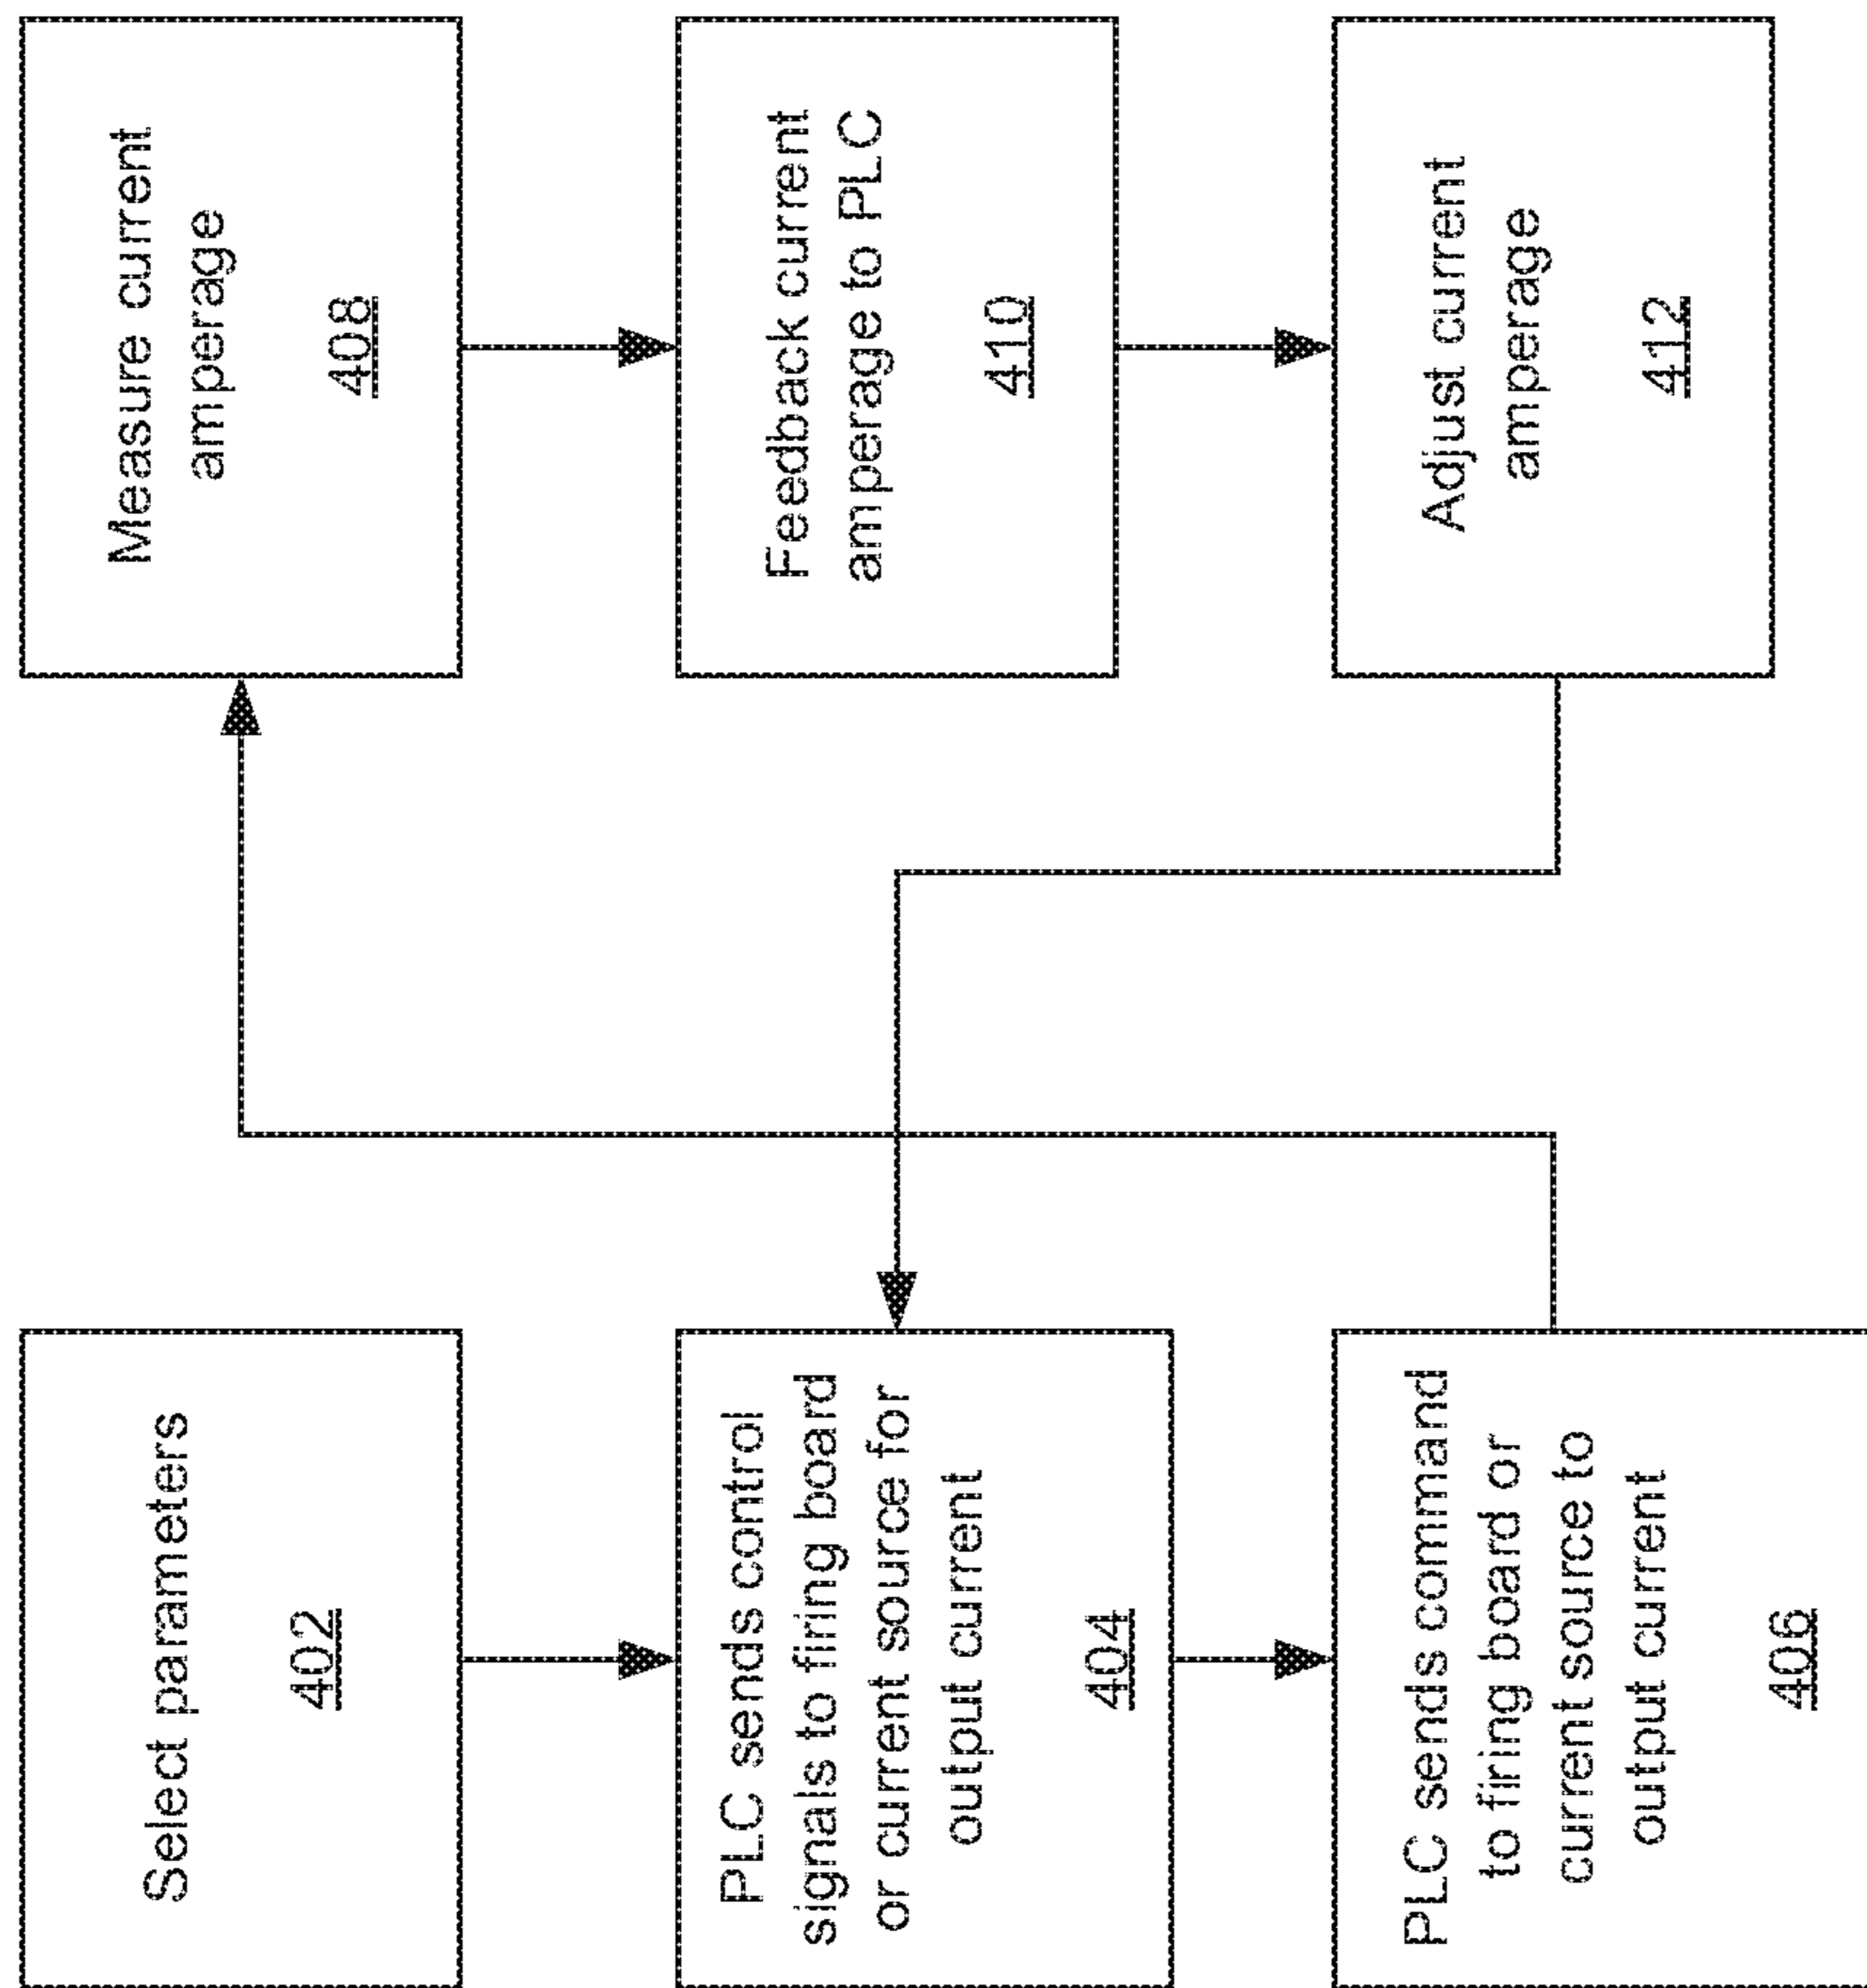 Select parameters
402
PLC sends control
signals to firing board
or current source for
output current
404
PLC sends command
to firing board or
current source to
output current
406
Measure current
amperage
408
Feedback current
amperage to PLC
410
Adjust current
amperage
412